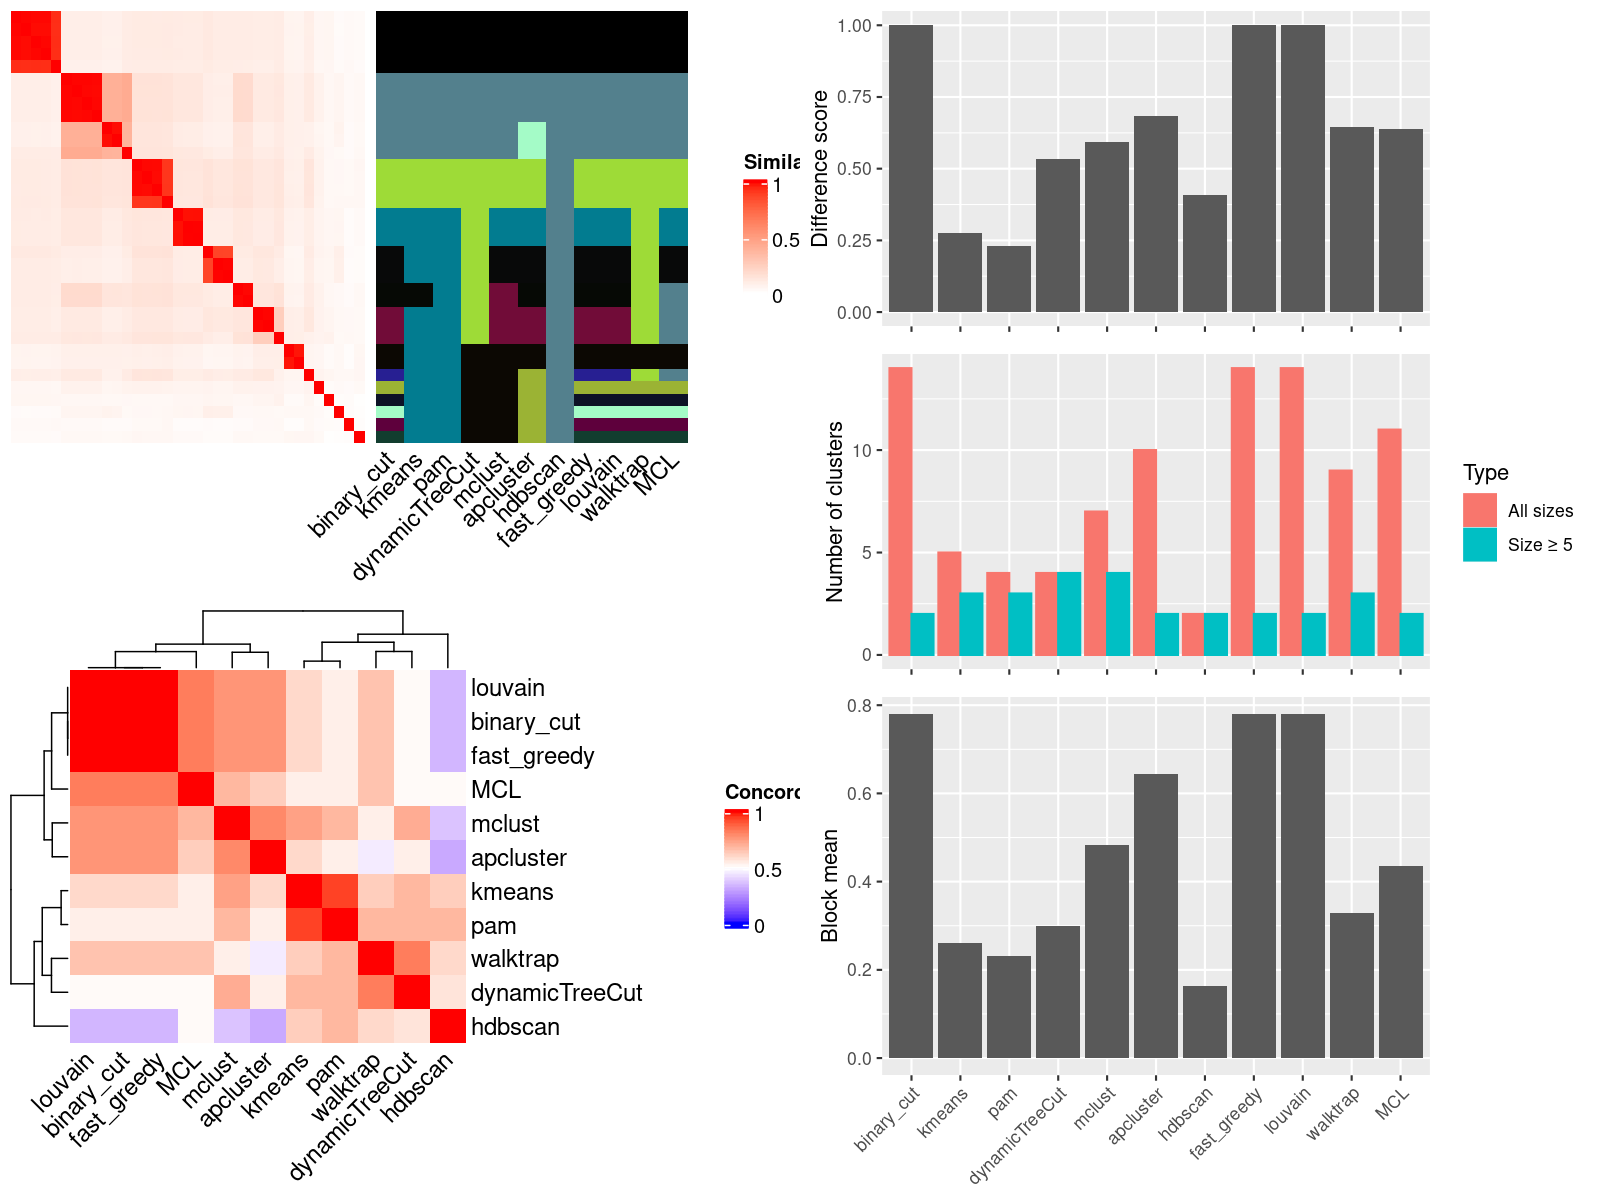 Simila
1
0.5
0
binary_cut
kmeans
pam
dynamicTreeCut
mclust
apcluster
hdbscan
fast_greedy
louvain
walktrap
MCL
Difference score
1.00
0.75
0.50
0.25
0.00
Number of clusters
10
5
0
Type
All sizes
Size ≥ 5
louvain
binary_cut
fast_greedy
MCL
mclust
apcluster
kmeans
pam
walktrap
dynamicTreeCut
hdbscan
louvain
binary_cut
fast_greedy
MCL
mclust
apcluster
kmeans
pam
walktrap
dynamicTreeCut
hdbscan
Concord
1
0.5
0
Block mean
0.8
0.6
0.4
0.2
0.0
binary_cut
kmeans
pam
dynamicTreeCut
mclust
apcluster
hdbscan
fast_greedy
louvain
walktrap
MCL